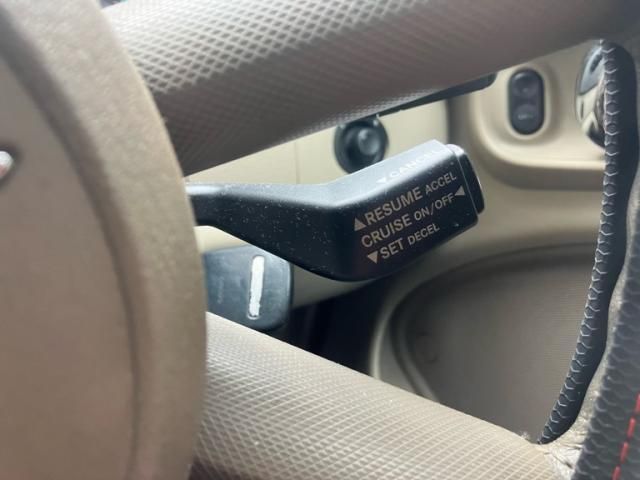 ▼CANCEL
▲RESUME ACCEL
CRUISE ON/OFF◀
▼SET DECEL